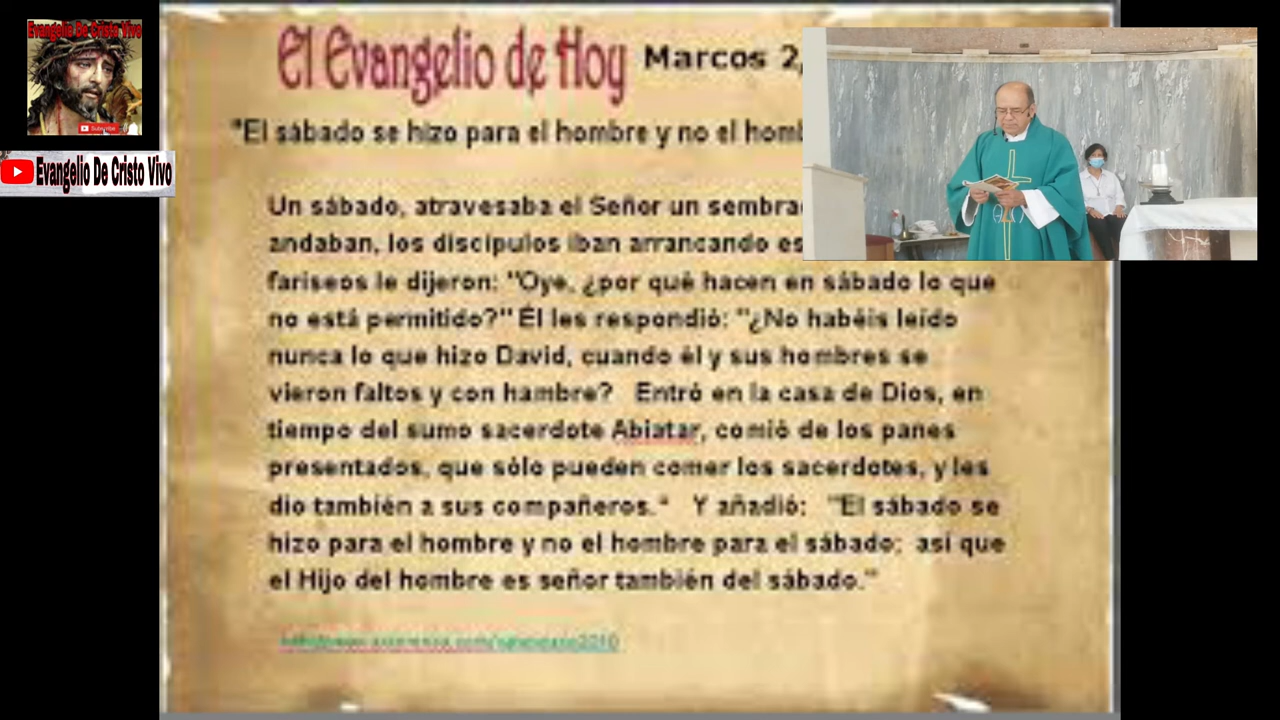 Evangelio De Cristo Vivo
Subscribe
Evangelio De Cristo Vivo
El Evangelio de Hoy Marcos 2,
"El sábado se hizo para el hombre y no el homb
Un sábado, atravesaba el Señor un sembra
andaban, los discípulos iban arrancando es
fariseos le dijeron: "Oye, ¿por qué hacen en sábado lo que
no está permitido?" Él les respondió: "¿No habéis leído
nunca lo que hizo David, cuando él y sus hombres se
vieron faltos y con hambre? Entró en la casa de Dios, en
tiempo del sumo sacerdote Abiatar, comió de los panes
presentados, que sólo pueden comer los sacerdotes, y les
dio también a sus compañeros." Y añadió: "El sábado se
hizo para el hombre y no el hombre para el sábado; así que
el Hijo del hombre es señor también del sábado."